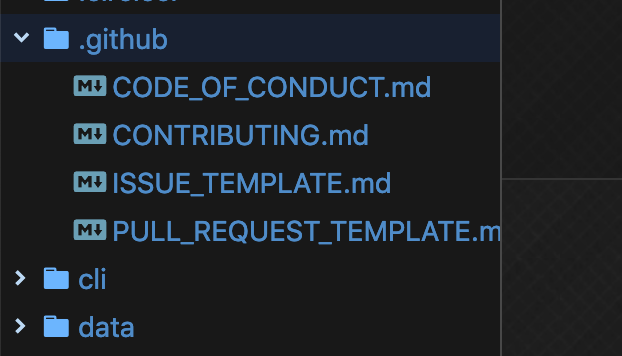 .github
M↓ CODE_OF_CONDUCT.md
M↓ CONTRIBUTING.md
M↓ ISSUE_TEMPLATE.md
M↓ PULL_REQUEST_TEMPLATE.m
cli
data